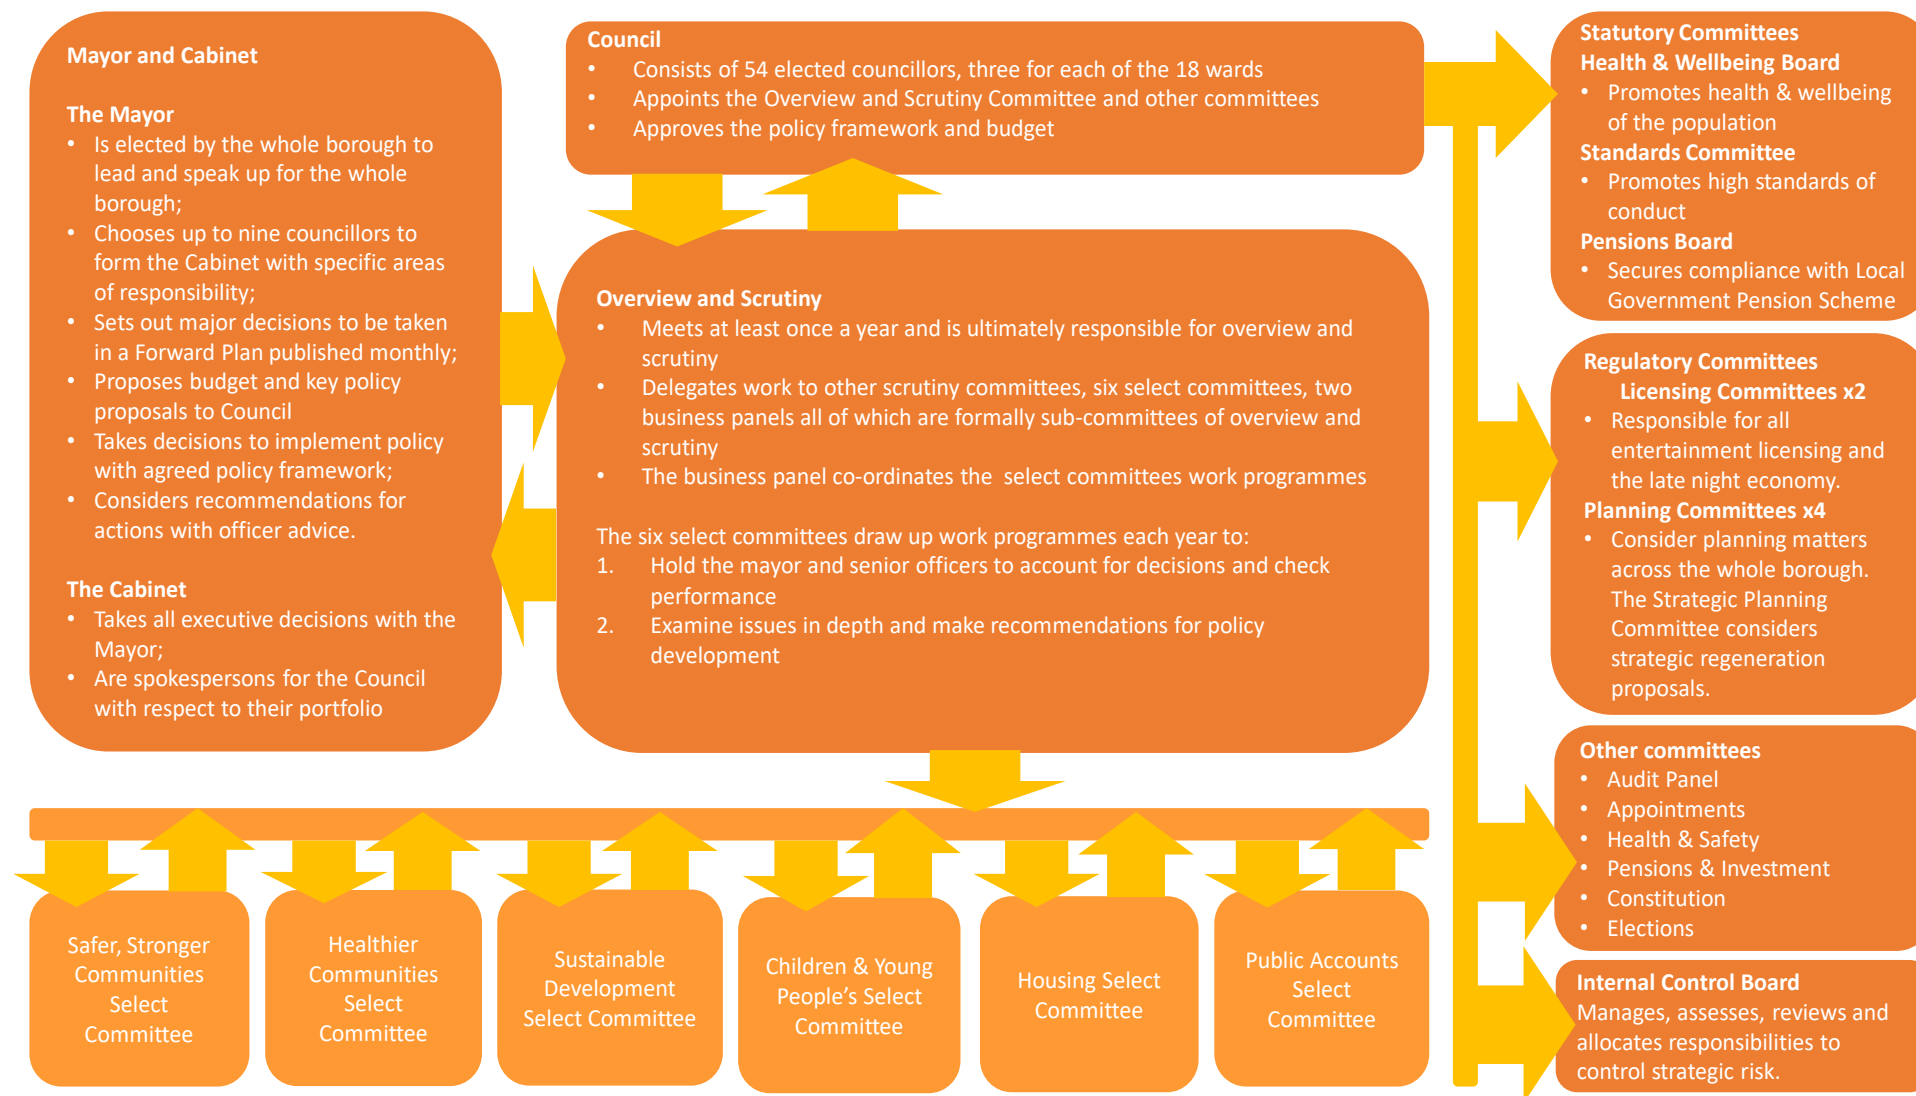 Mayor and Cabinet
The Mayor
• Is elected by the whole borough to
lead and speak up for the whole
borough;
• Chooses up to nine councillors to
form the Cabinet with specific areas
of responsibility;
• Sets out major decisions to be taken
in a Forward Plan published monthly;
• Proposes budget and key policy
proposals to Council
• Takes decisions to implement policy
with agreed policy framework;
• Considers recommendations for
actions with officer advice.
The Cabinet
• Takes all executive decisions with the
Mayor;
• Are spokespersons for the Council
with respect to their portfolio
Council
• Consists of 54 elected councillors, three for each of the 18 wards
• Appoints the Overview and Scrutiny Committee and other committees
• Approves the policy framework and budget
Overview and Scrutiny
• Meets at least once a year and is ultimately responsible for overview and
scrutiny
• Delegates work to other scrutiny committees, six select committees, two
business panels all of which are formally sub-committees of overview and
scrutiny
• The business panel co-ordinates the select committees work programmes
The six select committees draw up work programmes each year to:
1. Hold the mayor and senior officers to account for decisions and check
performance
2. Examine issues in depth and make recommendations for policy
development
Statutory Committees
Health & Wellbeing Board
• Promotes health & wellbeing
of the population
Standards Committee
• Promotes high standards of
conduct
Pensions Board
• Secures compliance with Local
Government Pension Scheme
Regulatory Committees
Licensing Committees x2
• Responsible for all
entertainment licensing and
the late night economy.
Planning Committees x4
• Consider planning matters
across the whole borough.
The Strategic Planning
Committee considers
strategic regeneration
proposals.
Other committees
• Audit Panel
• Appointments
• Health & Safety
• Pensions & Investment
• Constitution
• Elections
Internal Control Board
Manages, assesses, reviews and
allocates responsibilities to
control strategic risk.
Safer, Stronger
Communities
Select
Committee
Healthier
Communities
Select
Committee
Sustainable
Development
Select Committee
Children & Young
People’s Select
Committee
Housing Select
Committee
Public Accounts
Select
Committee